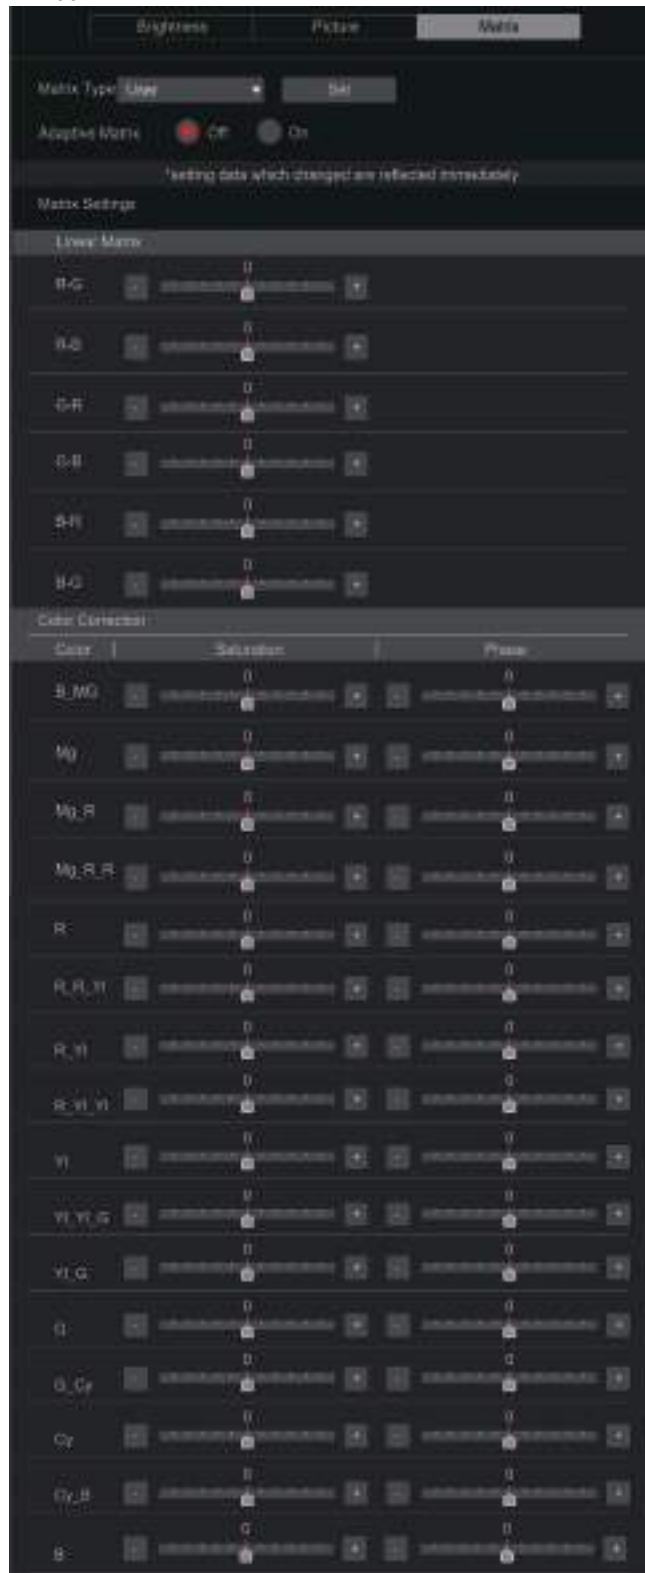 Brightness Picture Matrix
Matrix Type User Set
Adaptive Matrix Off On
*setting data which changed are reflected immediately
Matrix Settings
Linear Matrix
0
R-G - +
0
R-B - +
0
G-R - +
0
G-B - +
0
B-R - +
0
B-G - +
Color Correction
Color | Saturation | Phase
0 0
B_MG - + - +
0 0
Mg - + - +
0 0
Mg_R - + - +
0 0
Mg_R_R - + - +
0 0
R - + - +
0 0
R_R_Yl - + - +
0 0
R_Yl - + - +
0 0
R_Yl_Yl - + - +
0 0
Yl - + - +
0 0
Yl_Yl_G - + - +
0 0
Yl_G - + - +
0 0
G - + - +
0 0
G_Cy - + - +
0 0
Cy - + - +
0 0
Cy_B - + - +
0 0
B - + - +